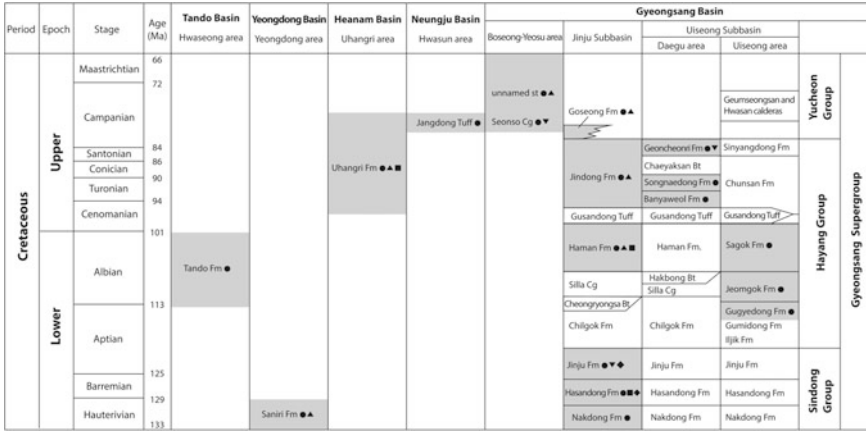 Period Epoch Stage Age (Ma) Tando Basin Yeongdong Basin Heanam Basin Neungju Basin Gyeongsang Basin
Hwaseong area Yeongdong area Uhangri area Hwasun area Boseong-Yeosu area Jinju Subbasin Uiseong Subbasin
Daegu area Uiseong area
Cretaceous
Upper
Lower
Maastrichtian
Campanian
Santonian
Conician
Turonian
Cenomanian
Albian
Aptian
Barremian
Hauterivian
66
72
84
86
90
94
101
113
125
129
133
Tando Fm ●
Saniri Fm ● ▲
Uhangri Fm ● ▲ ■
Jangdong Tuff ●
unnamed st ● ▲
Seonso Cg ● ▼
Goseong Fm ● ▲
Jindong Fm ● ▲
Gusandong Tuff
Haman Fm ● ▲ ■
Silla Cg
Cheongryongsa Bt
Chilgok Fm
Jinju Fm ● ▼ ◆
Hasandong Fm ● ■ ◆
Nakdong Fm ●
Geoncheonri Fm ● ▼
Chaeyaksan Bt
Songnaedong Fm ●
Banyaweol Fm ●
Gusandong Tuff
Haman Fm.
Hakbong Bt
Silla Cg
Chilgok Fm
Jinju Fm
Hasandong Fm
Nakdong Fm
Geumseongsan and
Hwasan calderas
Sinyangdong Fm
Chunsan Fm
Gusandong Tuff
Sagok Fm ●
Jeomgok Fm ●
Gugyedong Fm ●
Gumidong Fm
Iljik Fm
Jinju Fm
Hasandong Fm
Nakdong Fm
Yucheon
Group
Hayang Group
Sindong
Group
Gyeongsang Supergroup